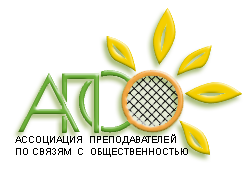 АПСО
АССОЦИАЦИЯ ПРЕПОДАВАТЕЛЕЙ
ПО СВЯЗЯМ С ОБЩЕСТВЕННОСТЬЮ